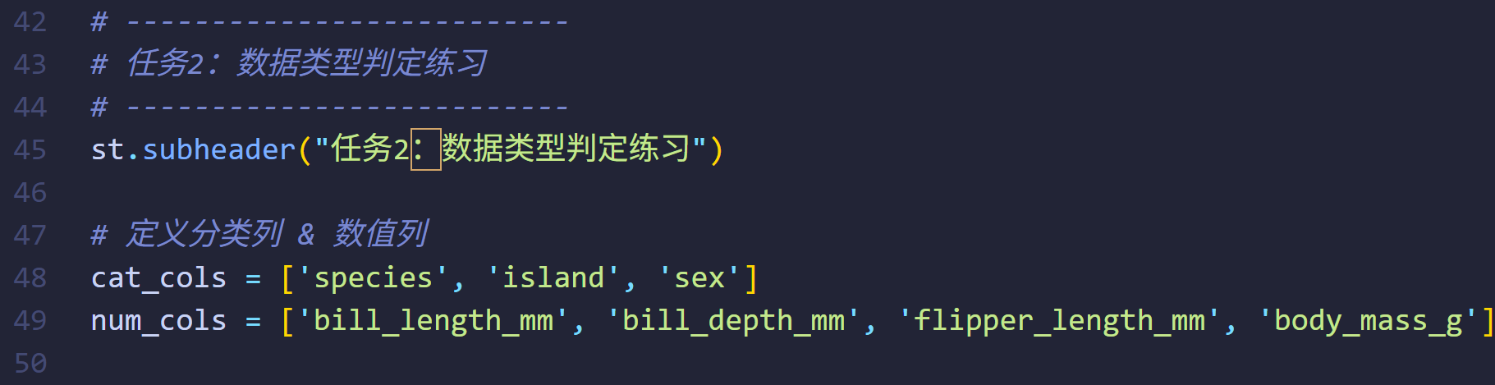 42 # --------------------------
43 # 任务2：数据类型判定练习
44 # --------------------------
45 st.subheader("任务2：数据类型判定练习")
46
47 # 定义分类列 & 数值列
48 cat_cols = ['species', 'island', 'sex']
49 num_cols = ['bill_length_mm', 'bill_depth_mm', 'flipper_length_mm', 'body_mass_g']
50